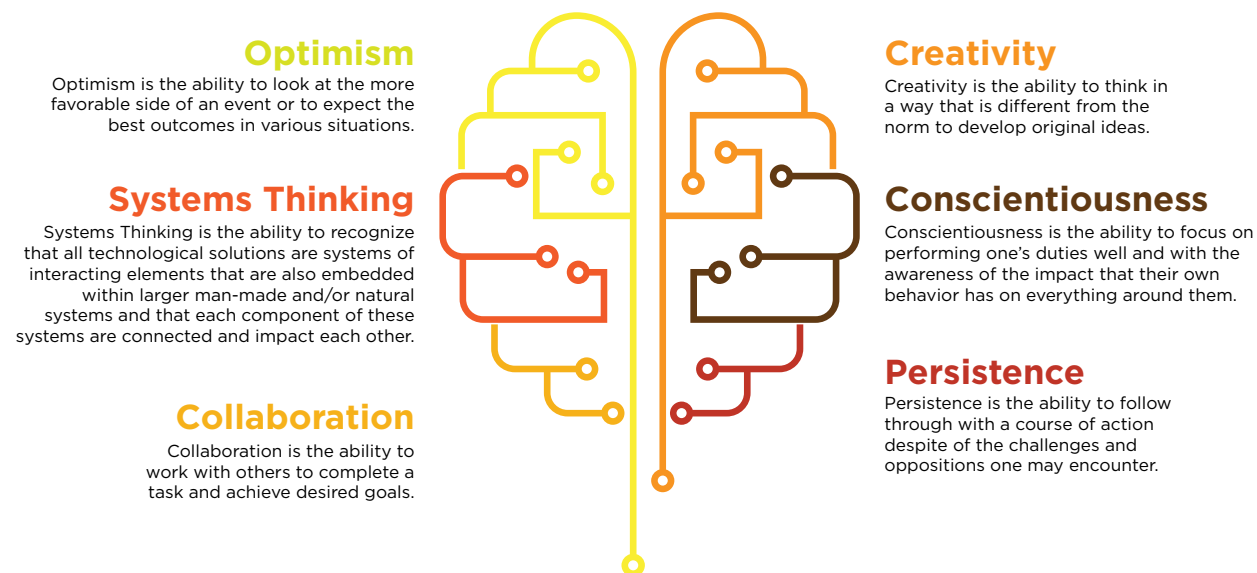 Optimism
Optimism is the ability to look at the more
favorable side of an event or to expect the
best outcomes in various situations.
Systems Thinking
Systems Thinking is the ability to recognize
that all technological solutions are systems of
interacting elements that are also embedded
within larger man-made and/or natural
systems and that each component of these
systems are connected and impact each other.
Collaboration
Collaboration is the ability to
work with others to complete a
task and achieve desired goals.
Creativity
Creativity is the ability to think in
a way that is different from the
norm to develop original ideas.
Conscientiousness
Conscientiousness is the ability to focus on
performing one’s duties well and with the
awareness of the impact that their own
behavior has on everything around them.
Persistence
Persistence is the ability to follow
through with a course of action
despite of the challenges and
oppositions one may encounter.